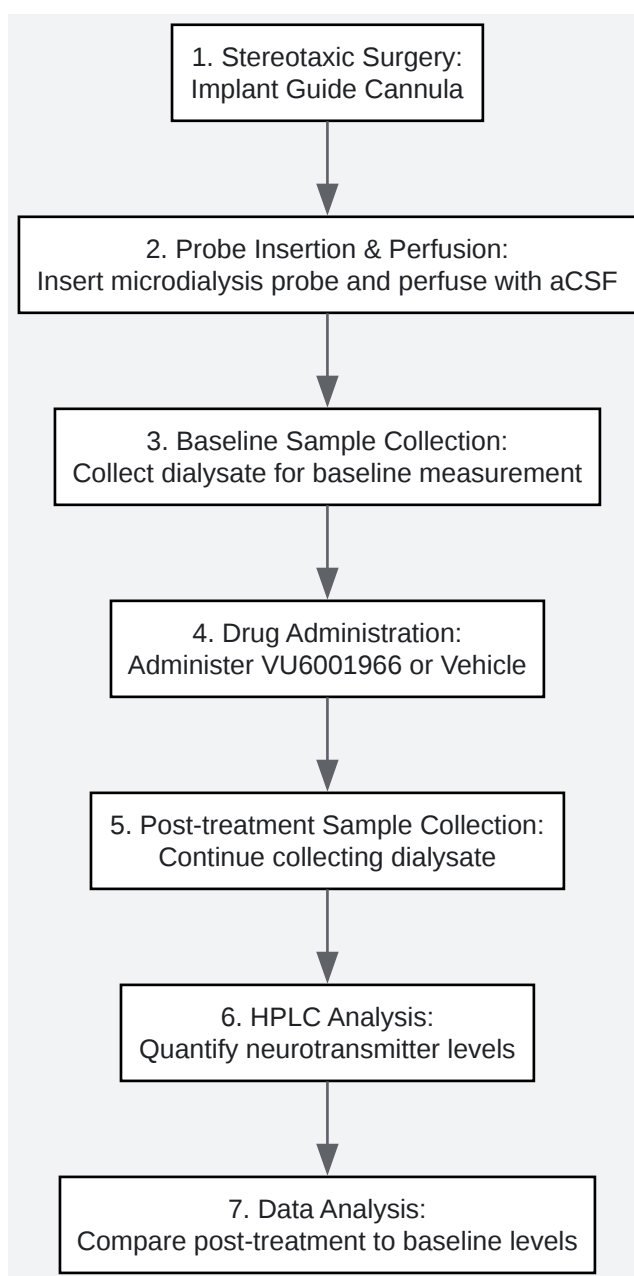 1. Stereotaxic Surgery:
Implant Guide Cannula
2. Probe Insertion & Perfusion:
Insert microdialysis probe and perfuse with aCSF
3. Baseline Sample Collection:
Collect dialysate for baseline measurement
4. Drug Administration:
Administer VU6001966 or Vehicle
5. Post-treatment Sample Collection:
Continue collecting dialysate
6. HPLC Analysis:
Quantify neurotransmitter levels
7. Data Analysis:
Compare post-treatment to baseline levels